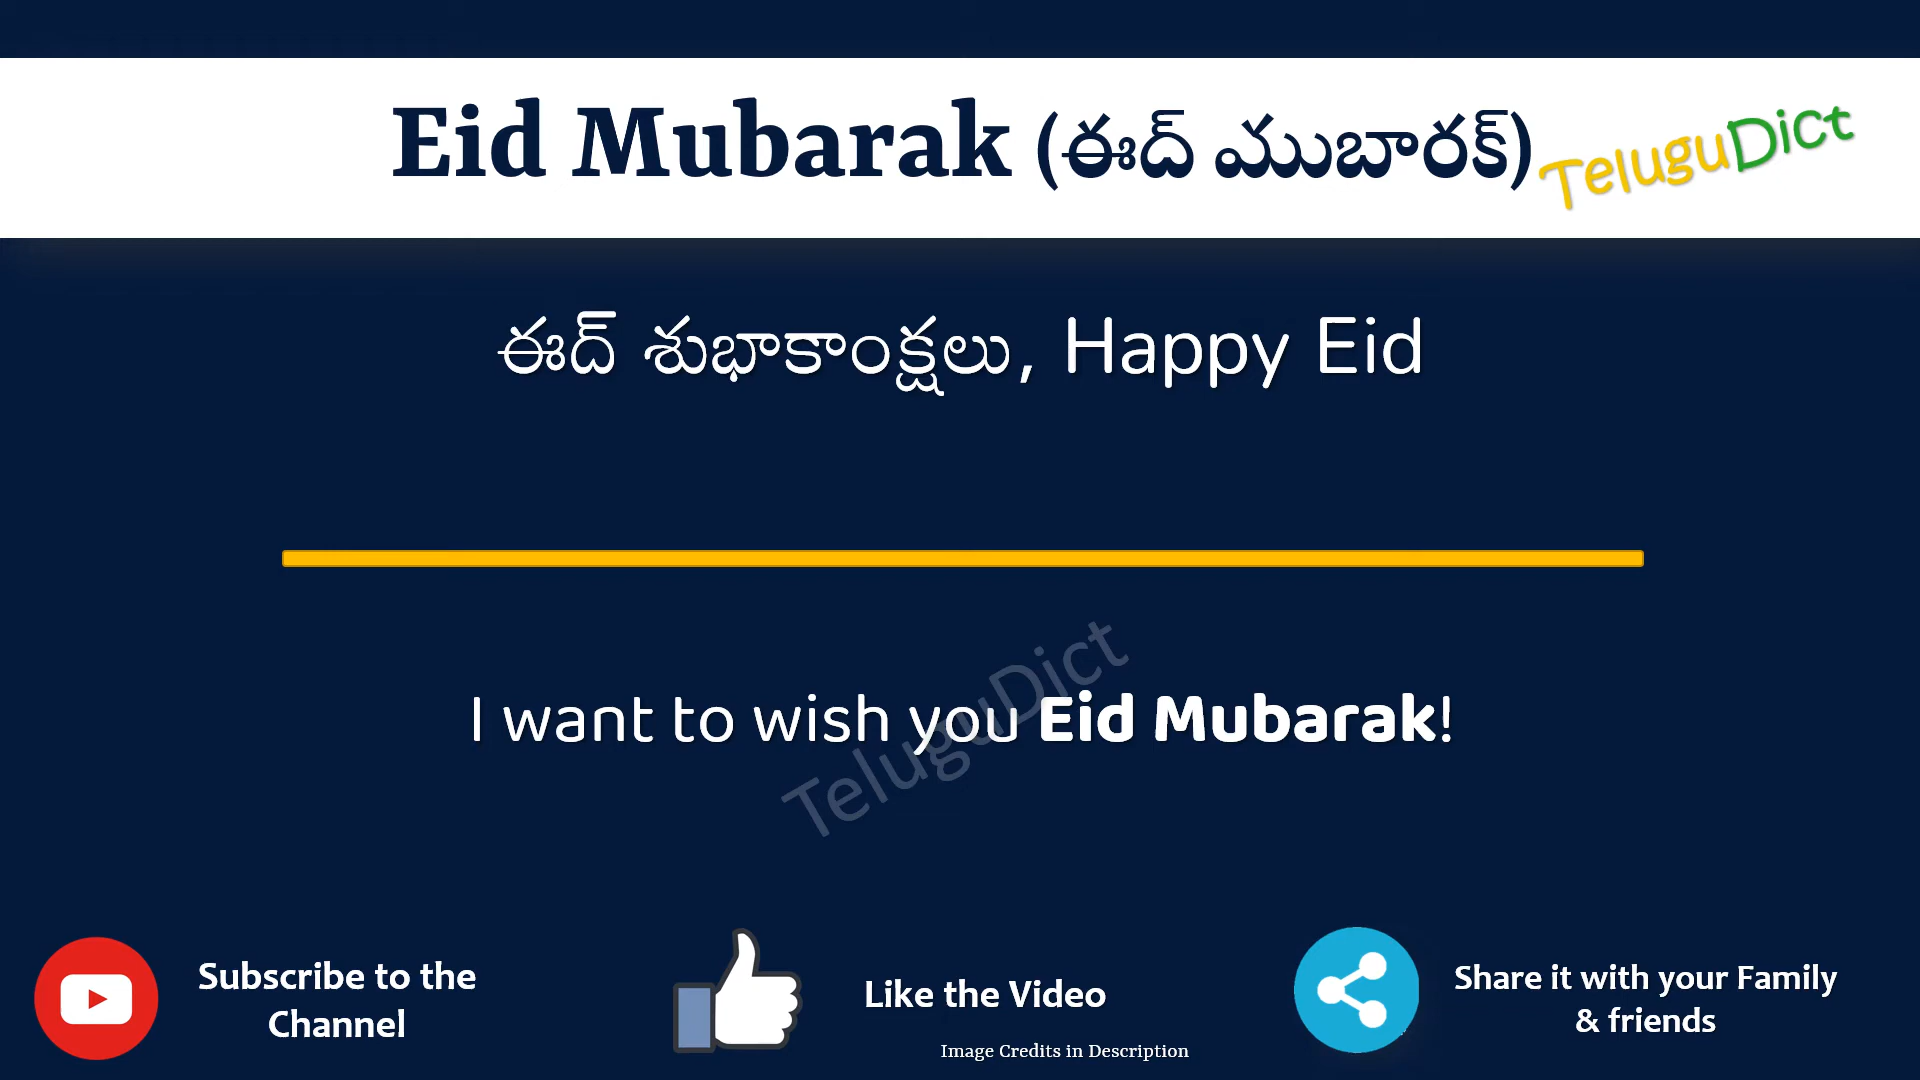 Eid Mubarak (ఈద్ ముబారక్)
TeluguDict
ఈద్ శుభాకాంక్షలు, Happy Eid
I want to wish you Eid Mubarak!
TeluguDict
Subscribe to the
Channel
Like the Video
Share it with your Family
& friends
Image Credits in Description